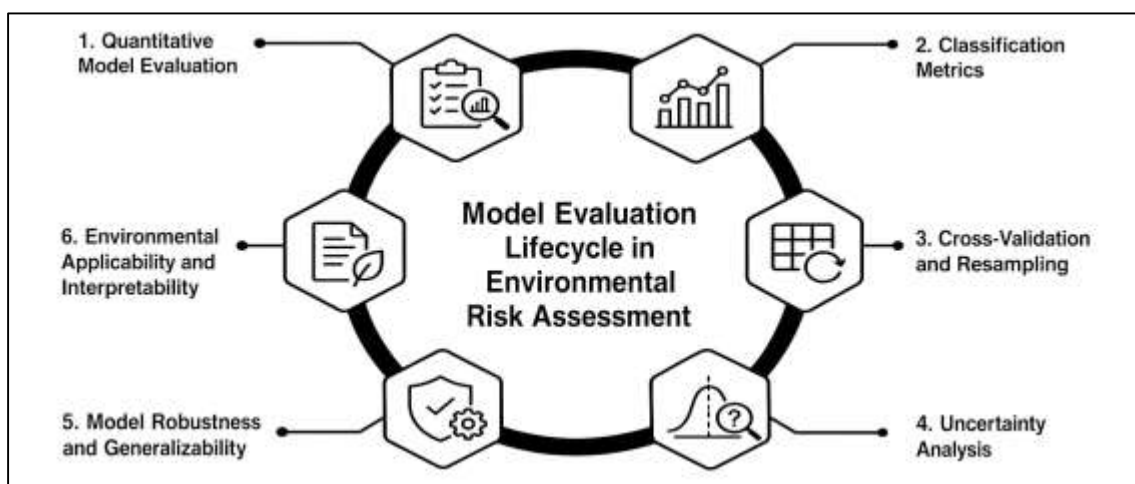 1. Quantitative
Model Evaluation
2. Classification
Metrics
Model Evaluation
Lifecycle in
Environmental
Risk Assessment
6. Environmental
Applicability and
Interpretability
3. Cross-Validation
and Resampling
5. Model Robustness
and Generalizability
4. Uncertainty
Analysis
?